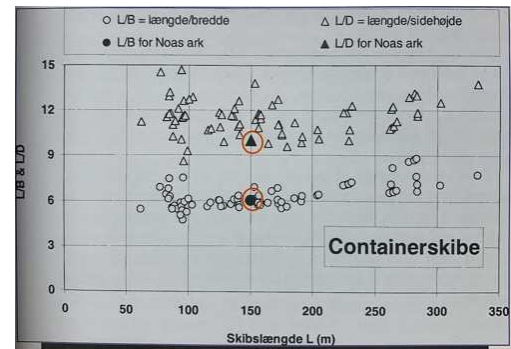 L/B = længde/bredde
L/D = længde/sidehøjde
L/B for Noas ark
L/D for Noas ark
15
12
9
6
3
0
L/B & L/D
Containerskibe
0 50 100 150 200 250 300 350
Skibslængde L (m)